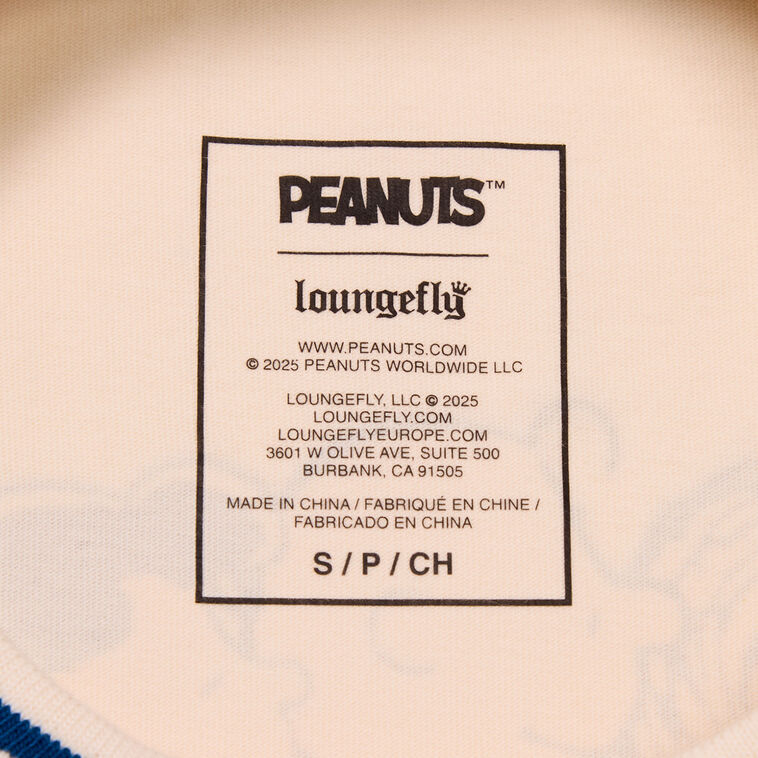 PEANUTS™
loungefly
WWW.PEANUTS.COM
© 2025 PEANUTS WORLDWIDE LLC
LOUNGEFLY, LLC © 2025
LOUNGEFLY.COM
LOUNGEFLYEUROPE.COM
3601 W OLIVE AVE, SUITE 500
BURBANK, CA 91505
MADE IN CHINA / FABRIQUÉ EN CHINE /
FABRICADO EN CHINA
S / P / CH